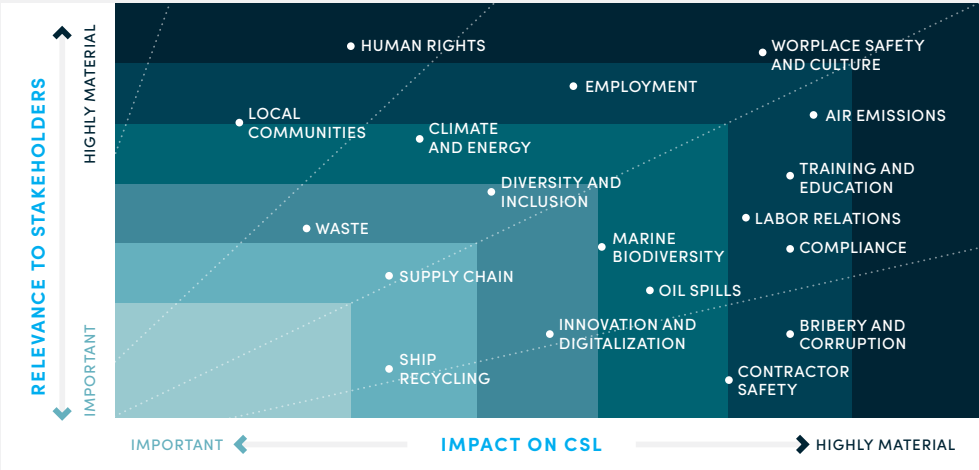 HIGHLY MATERIAL
RELEVANCE TO STAKEHOLDERS
IMPORTANT
HUMAN RIGHTS
WORPLACE SAFETY
AND CULTURE
EMPLOYMENT
LOCAL
COMMUNITIES
AIR EMISSIONS
CLIMATE
AND ENERGY
TRAINING AND
EDUCATION
DIVERSITY AND
INCLUSION
LABOR RELATIONS
WASTE
MARINE
BIODIVERSITY
COMPLIANCE
SUPPLY CHAIN
OIL SPILLS
INNOVATION AND
DIGITALIZATION
BRIBERY AND
CORRUPTION
SHIP
RECYCLING
CONTRACTOR
SAFETY
IMPORTANT
IMPACT ON CSL
HIGHLY MATERIAL